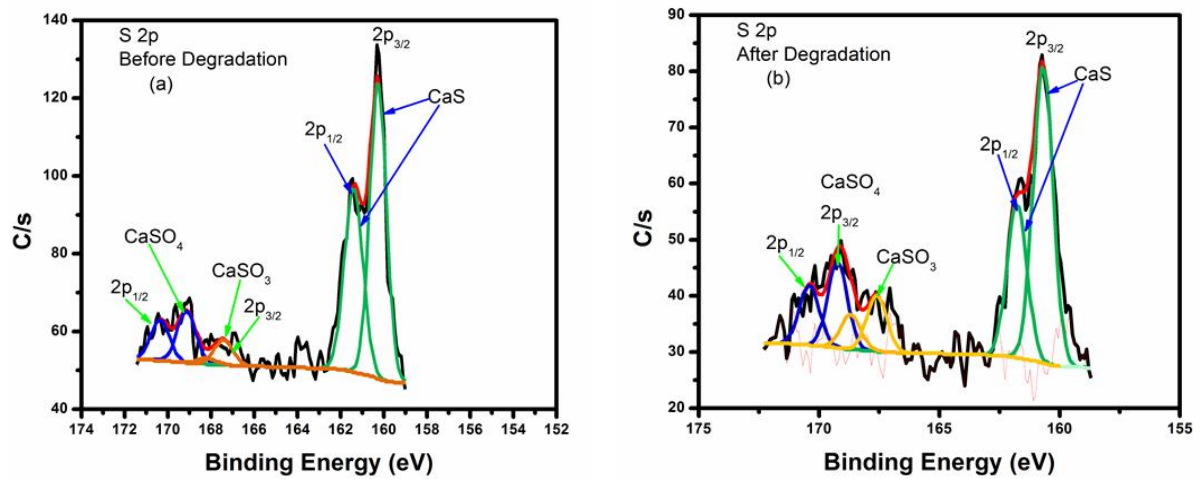 S 2p
Before Degradation
(a)
2p3/2
CaS
2p1/2
CaSO4
CaSO3
2p1/2
2p3/2
140
120
100
80
60
40
C/s
174 172 170 168 166 164 162 160 158 156 154 152
Binding Energy (eV)
S 2p
After Degradation
(b)
2p3/2
CaS
2p1/2
CaSO4
2p3/2
2p1/2
CaSO3
90
80
70
60
50
40
30
20
C/s
175 170 165 160 155
Binding Energy (eV)